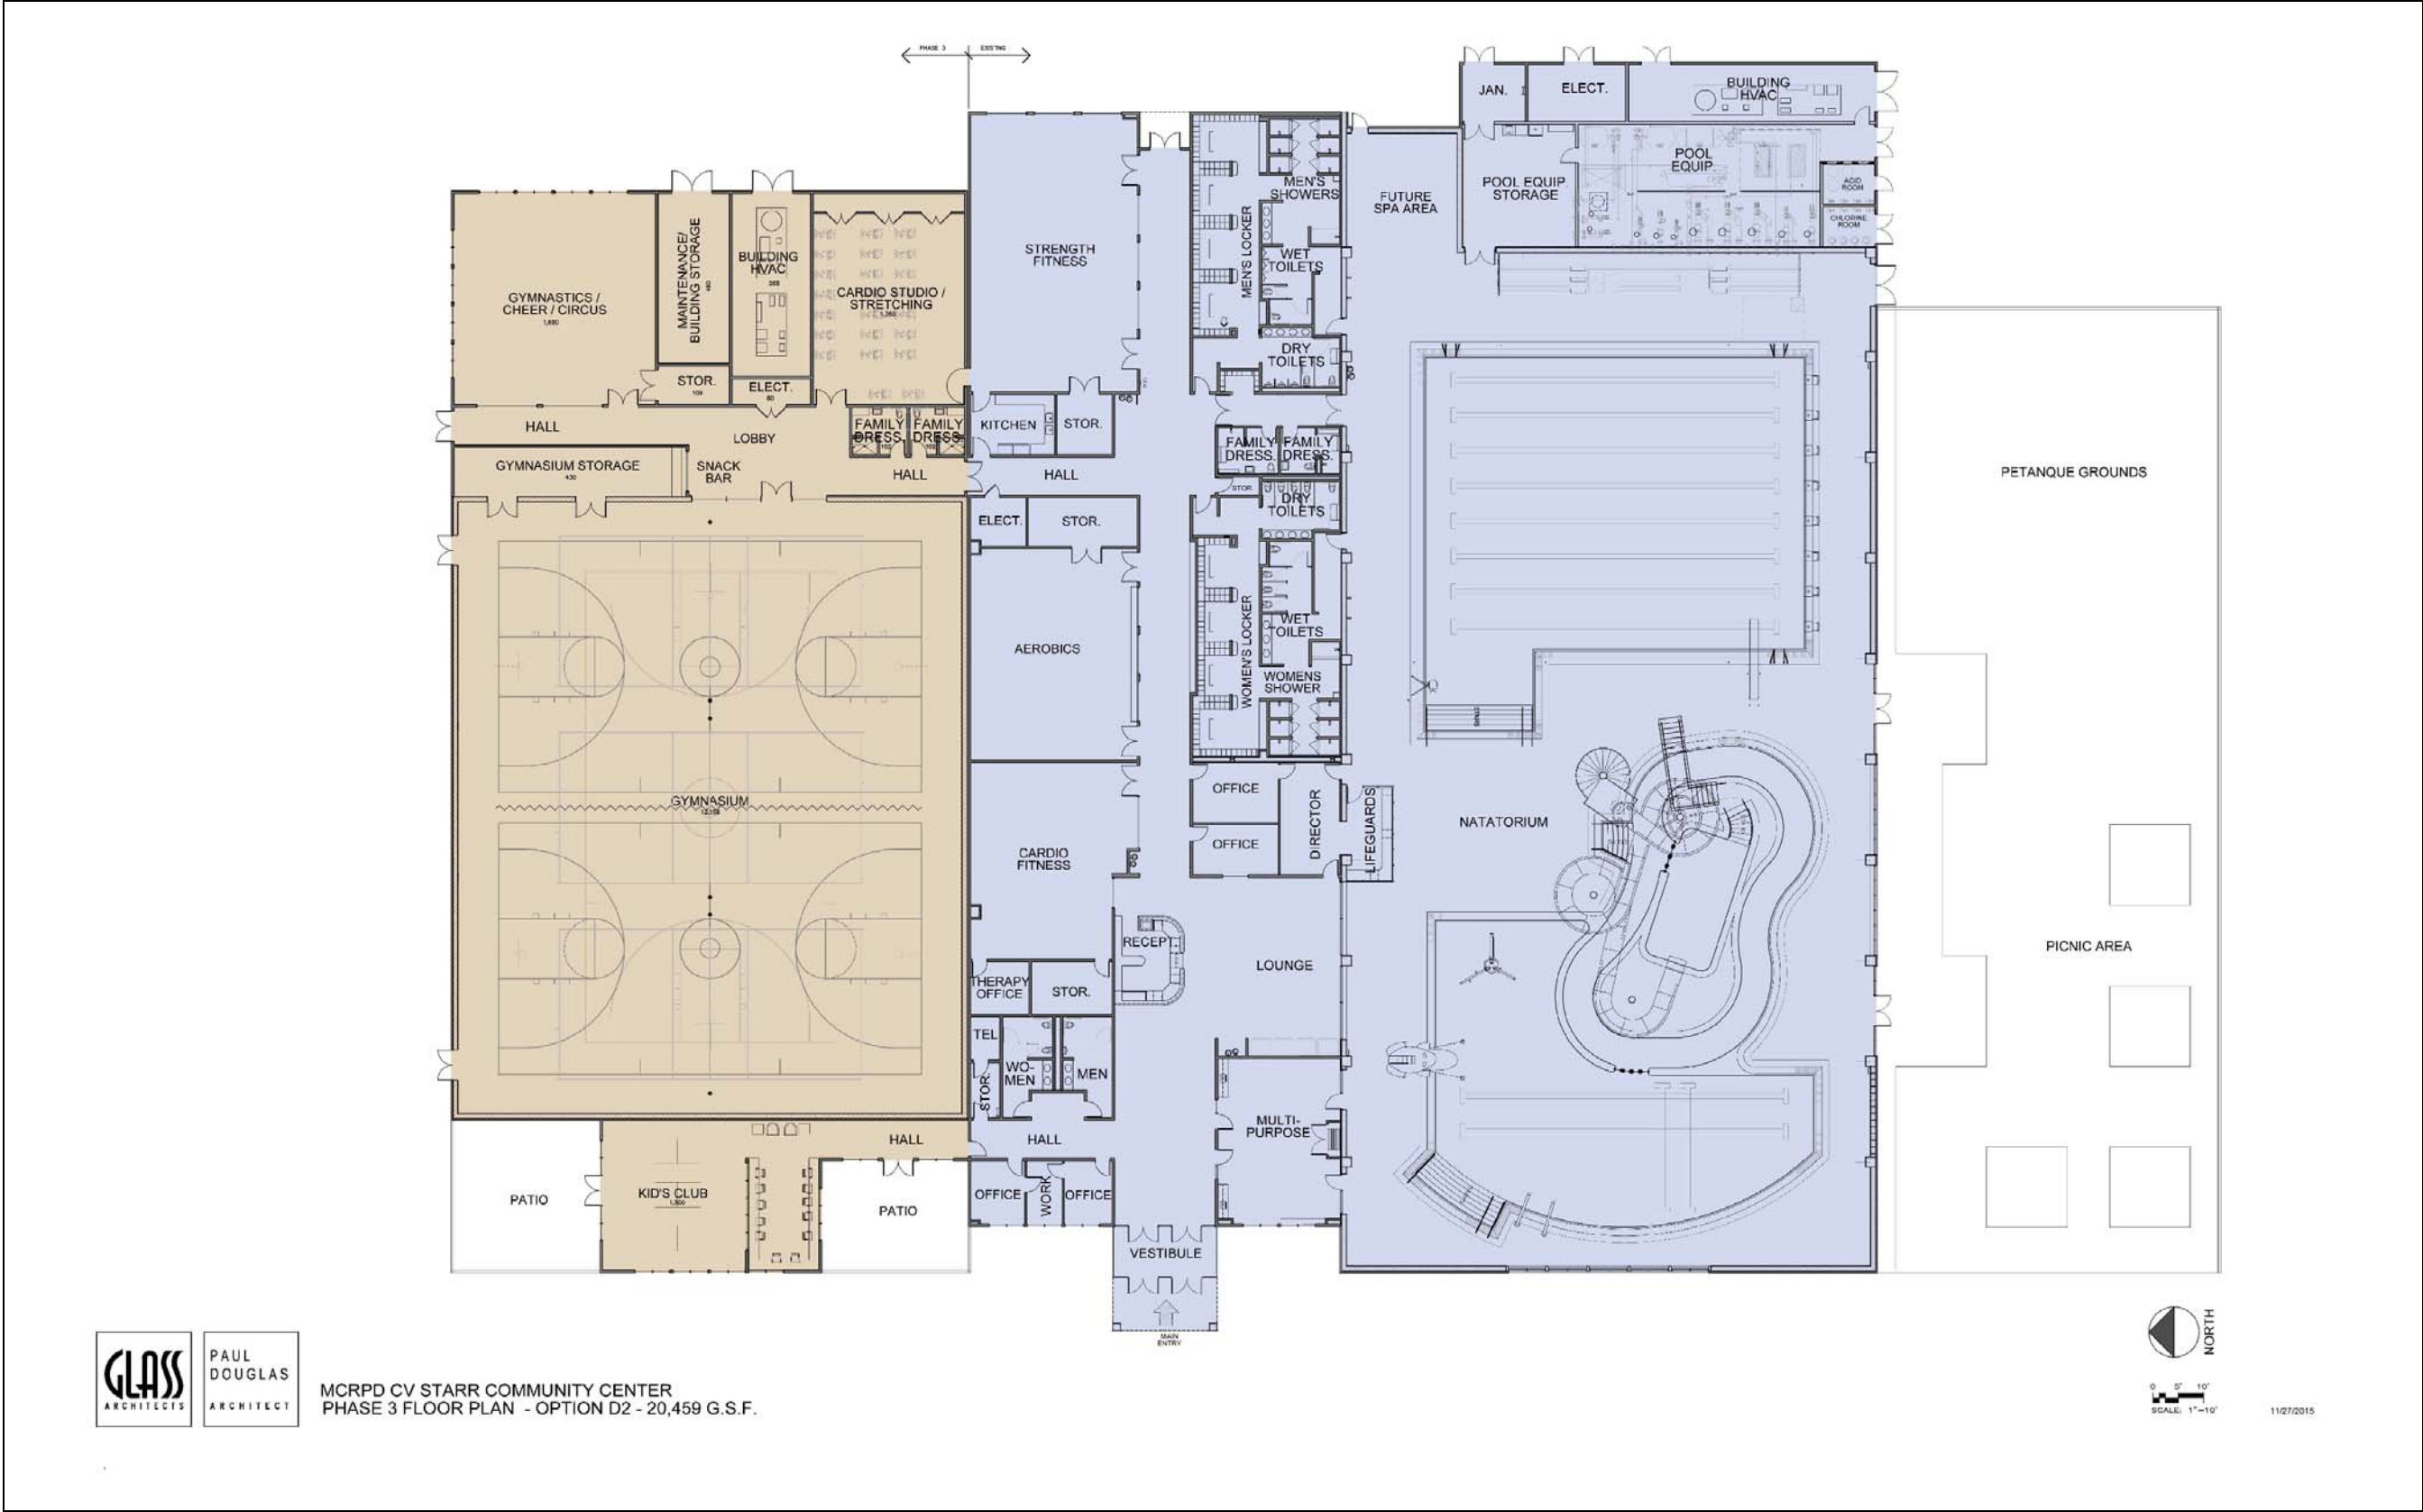 PHASE 3
EXISTING
JAN.
ELECT.
BUILDING
HVAC
POOL
EQUIP.
POOL EQUIP.
STORAGE
ACID
ROOM
CHLORINE
ROOM
FUTURE
SPA AREA
MEN'S
SHOWERS
MEN'S LOCKER
WET
TOILETS
DRY
TOILETS
STRENGTH
FITNESS
GYMNASTICS /
CHEER / CIRCUS
MAINTENANCE/
BUILDING STORAGE
BUILDING
HVAC
CARDIO STUDIO /
STRETCHING
STOR.
ELECT.
80
HALL
LOBBY
FAMILY
DRESS.
FAMILY
DRESS.
KITCHEN
STOR.
FAMILY
DRESS.
FAMILY
DRESS.
GYMNASIUM STORAGE
430
SNACK
BAR
HALL
HALL
STOR.
DRY
TOILETS
ELECT.
STOR.
PETANQUE GROUNDS
AEROBICS
WOMEN'S LOCKER
WET
TOILETS
WOMENS
SHOWER
STEPS
GYMNASIUM
OFFICE
OFFICE
DIRECTOR
LIFEGUARDS
NATATORIUM
CARDIO
FITNESS
RECEPT.
LOUNGE
PICNIC AREA
THERAPY
OFFICE
STOR.
TEL
STOR.
WO-
MEN
MEN
MULTI-
PURPOSE
HALL
HALL
PATIO
KID'S CLUB
PATIO
OFFICE
WORK
OFFICE
VESTIBULE
MAIN
ENTRY
NORTH
0 5' 10'
SCALE: 1"=10'
11/27/2015
GLASS
ARCHITECTS
PAUL
DOUGLAS
ARCHITECT
MCRPD CV STARR COMMUNITY CENTER
PHASE 3 FLOOR PLAN - OPTION D2 - 20,459 G.S.F.